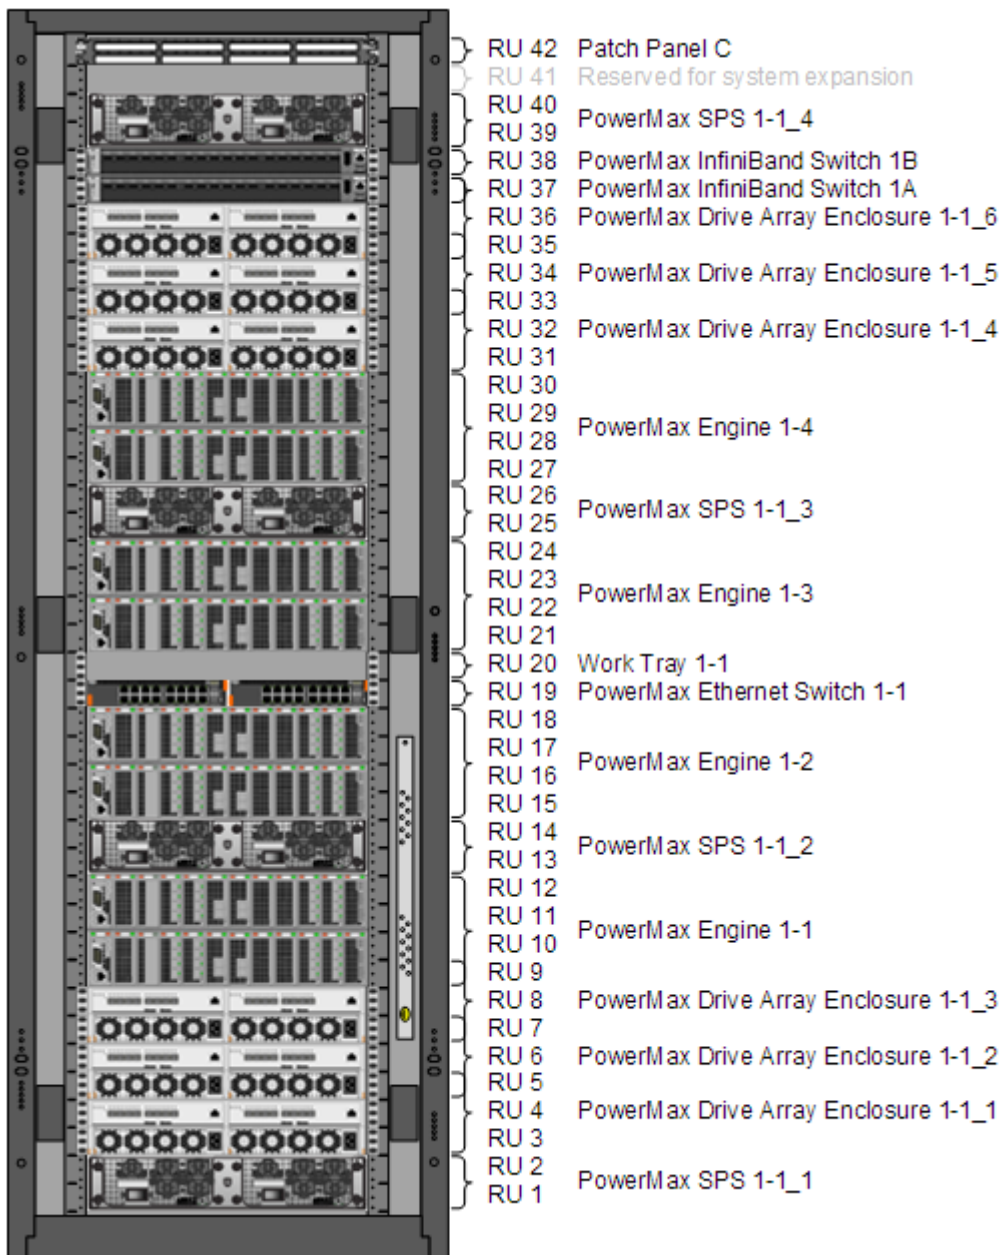 RU 42 Patch Panel C
RU 41 Reserved for system expansion
RU 40
PowerMax SPS 1-1_4
RU 39
RU 38 PowerMax InfiniBand Switch 1B
RU 37 PowerMax InfiniBand Switch 1A
RU 36 PowerMax Drive Array Enclosure 1-1_6
RU 35
RU 34 PowerMax Drive Array Enclosure 1-1_5
RU 33
RU 32 PowerMax Drive Array Enclosure 1-1_4
RU 31
RU 30
RU 29
PowerMax Engine 1-4
RU 28
RU 27
RU 26
PowerMax SPS 1-1_3
RU 25
RU 24
RU 23
PowerMax Engine 1-3
RU 22
RU 21
RU 20 Work Tray 1-1
RU 19 PowerMax Ethernet Switch 1-1
RU 18
RU 17
PowerMax Engine 1-2
RU 16
RU 15
RU 14
PowerMax SPS 1-1_2
RU 13
RU 12
RU 11
PowerMax Engine 1-1
RU 10
RU 9
RU 8 PowerMax Drive Array Enclosure 1-1_3
RU 7
RU 6 PowerMax Drive Array Enclosure 1-1_2
RU 5
RU 4 PowerMax Drive Array Enclosure 1-1_1
RU 3
RU 2
PowerMax SPS 1-1_1
RU 1